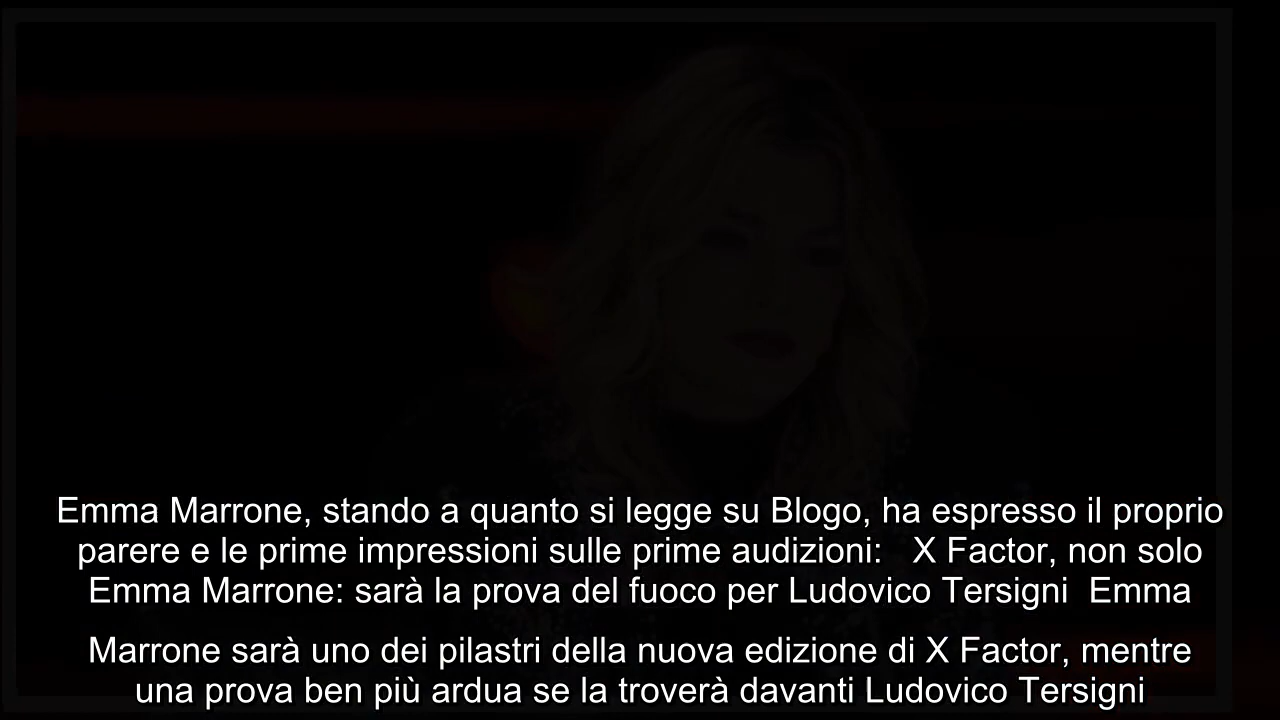 Emma Marrone, stando a quanto si legge su Blogo, ha espresso il proprio
parere e le prime impressioni sulle prime audizioni:   X Factor, non solo
Emma Marrone: sarà la prova del fuoco per Ludovico Tersigni  Emma
Marrone sarà uno dei pilastri della nuova edizione di X Factor, mentre
una prova ben più ardua se la troverà davanti Ludovico Tersigni